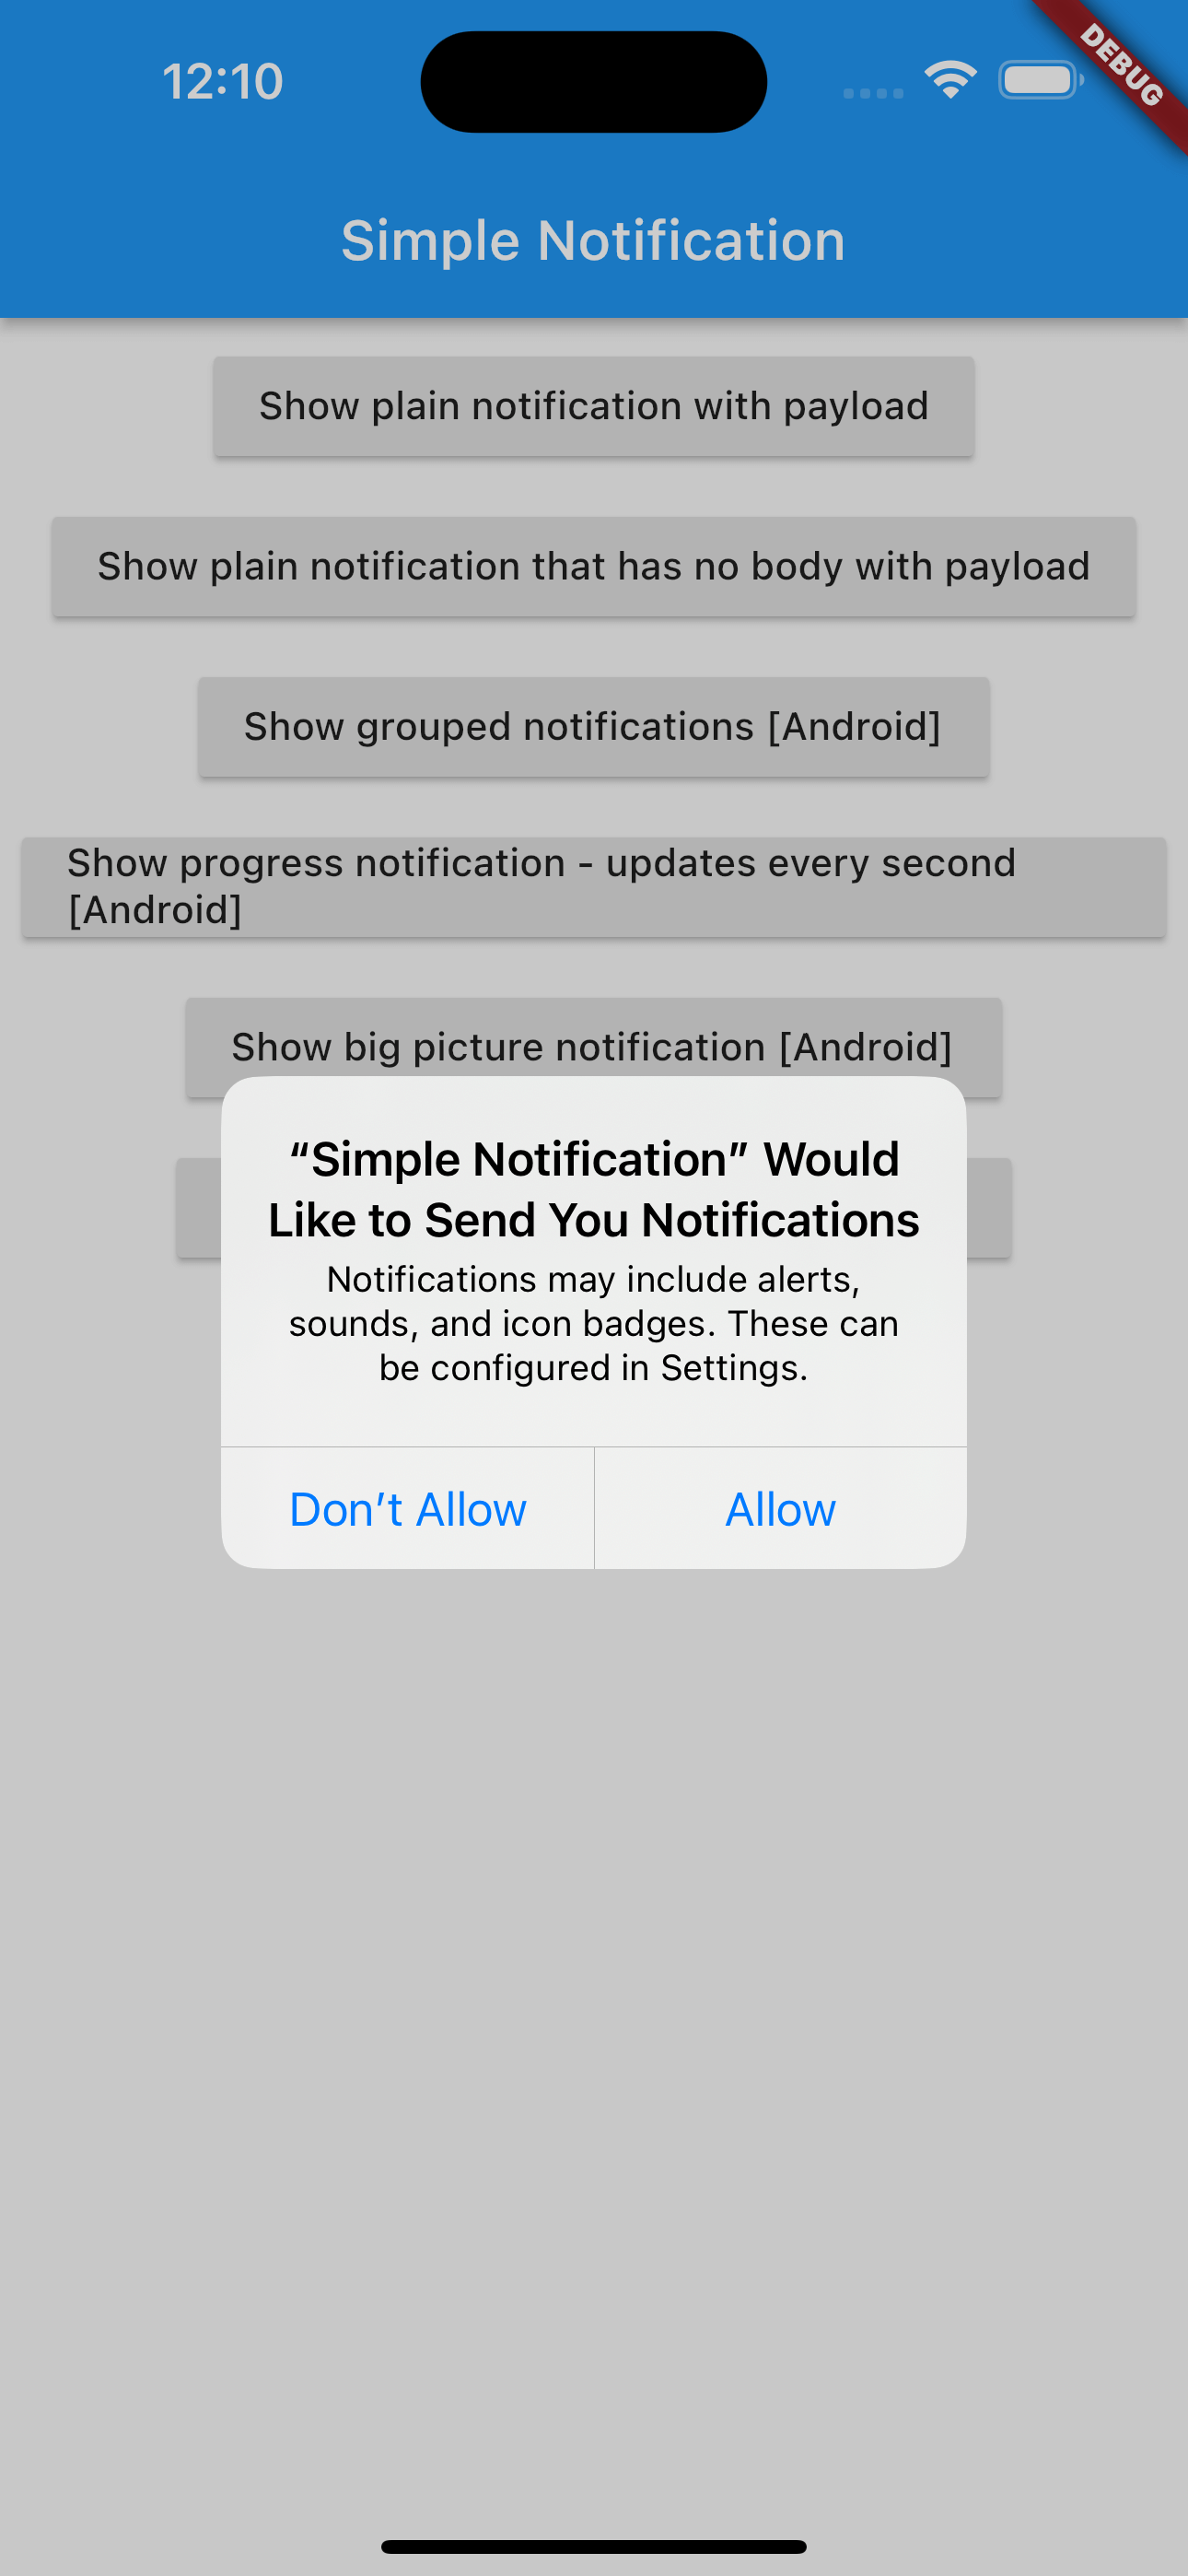 12:10
DEBUG
Simple Notification
Show plain notification with payload
Show plain notification that has no body with payload
Show grouped notifications [Android]
Show progress notification - updates every second
[Android]
Show big picture notification [Android]
“Simple Notification” Would
Like to Send You Notifications
Notifications may include alerts,
sounds, and icon badges. These can
be configured in Settings.
Don’t Allow
Allow